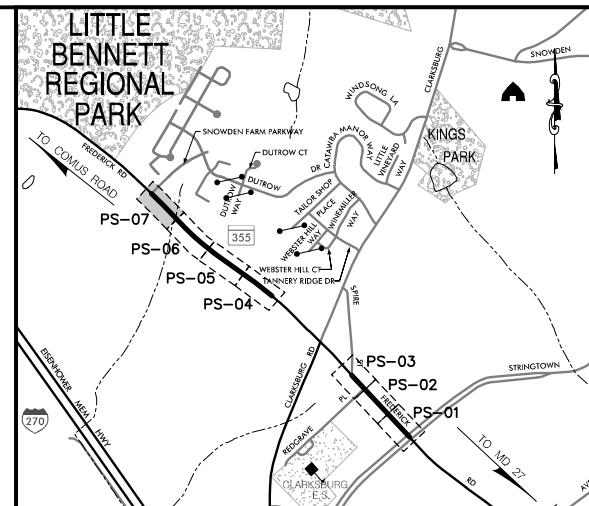 LITTLE
BENNETT
REGIONAL
PARK
SNOWDEN
CLARKSBURG
WINDSONG LA
KINGS
PARK
SNOWDEN FARM PARKWAY
DUTROW CT
CATAWBA MANOR WAY
LITTLE
VINEYARD
WAY
FREDERICK RD
TO COMUS ROAD
DUTROW
DR
DUTROW
WAY
TAILOR SHOP
PLACE
WINEMILLER
WAY
WEBSTER HILL
WAY
355
WEBSTER HILL CT
TANNERY RIDGE DR
PS-07
PS-06
PS-05
PS-04
SPIRE
ST
PS-03
PS-02
PS-01
STRINGTOWN
FREDERICK
RD
CLARKSBURG RD
PL
REDGRAVE
TO MD 27
EISENHOWER
MEM
HWY
270
CLARKSBURG
E.S.
AV